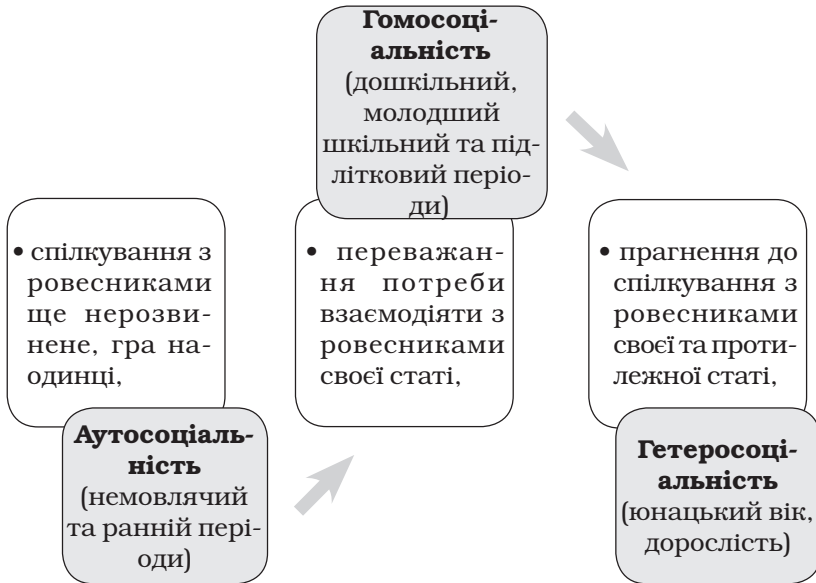 • спілкування з
ровесниками
ще нерозви-
нене, гра на-
одинці,
Аутосоціаль-
ність
(немовлячий
та ранній пері-
оди)
Гомосоці-
альність
(дошкільний,
молодший
шкільний та під-
літковий періо-
ди)
• переважан-
ня потреби
взаємодіяти з
ровесниками
своєї статі,
• прагнення до
спілкування з
ровесниками
своєї та проти-
лежної статі,
Гетеросоці-
альність
(юнацький вік,
дорослість)